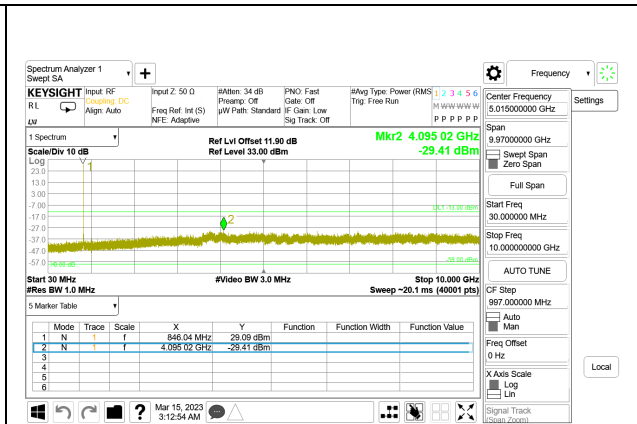 Spectrum Analyzer 1
Swept SA
Frequency
KEYSIGHT Input: RF Input Z: 50 Ω #Atten: 34 dB PNO: Fast #Avg Type: Power (RMS 1 2 3 4 5 6
R L Coupling: DC Preamp: Off Gate: Off Trig: Free Run M W W W W W
Align: Auto Freq Ref: Int (S) µW Path: Standard IF Gain: Low
NFE: Adaptive Sig Track: Off P P P P P P
LXI
1 Spectrum
Ref Lvl Offset 11.90 dB Mkr2 4.095 02 GHz
Scale/Div 10 dB Ref Level 33.00 dBm -29.41 dBm
Log
1
23.0
13.0
3.00
-7.00
DL1 -13.00 dBm
-17.0
2
-27.0
-37.0
-47.0
-57.0
Start 30 MHz #Video BW 3.0 MHz Stop 10.000 GHz
#Res BW 1.0 MHz Sweep ~20.1 ms (40001 pts)
5 Marker Table
Mode Trace Scale X Y Function Function Width Function Value
1 N 1 f 846.04 MHz 29.09 dBm
2 N 1 f 4.095 02 GHz -29.41 dBm
3
4
5
6
Mar 15, 2023
3:12:54 AM
Center Frequency
5.015000000 GHz
Settings
Span
9.97000000 GHz
Swept Span
Zero Span
Full Span
Start Freq
30.000000 MHz
Stop Freq
10.000000000 GHz
AUTO TUNE
CF Step
997.000000 MHz
Auto
Man
Freq Offset
0 Hz
Local
X Axis Scale
Log
Lin
Signal Track
(Span Zoom)